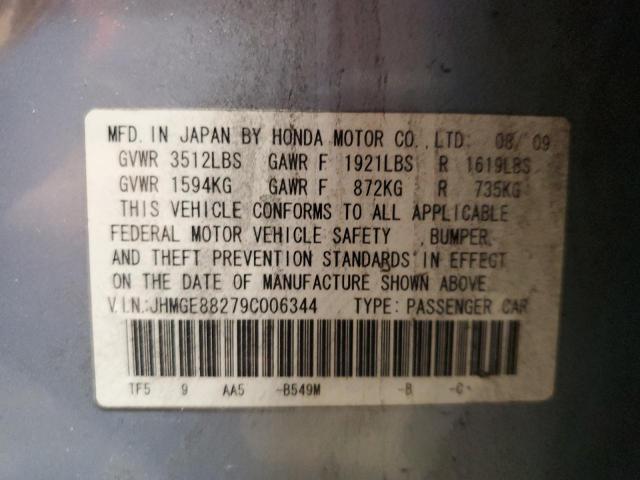 MFD. IN JAPAN BY HONDA MOTOR CO., LTD. 08/09
GVWR 3512LBS GAWR F 1921LBS R 1619LBS
GVWR 1594KG GAWR F 872KG R 735KG
THIS VEHICLE CONFORMS TO ALL APPLICABLE
FEDERAL MOTOR VEHICLE SAFETY ,BUMPER,
AND THEFT PREVENTION STANDARDS IN EFFECT
ON THE DATE OF MANUFACTURE SHOWN ABOVE.
V.I.N.:JHMGE88279C006344 TYPE: PASSENGER CAR
TF5 9 AA5 -B549M -B -C-